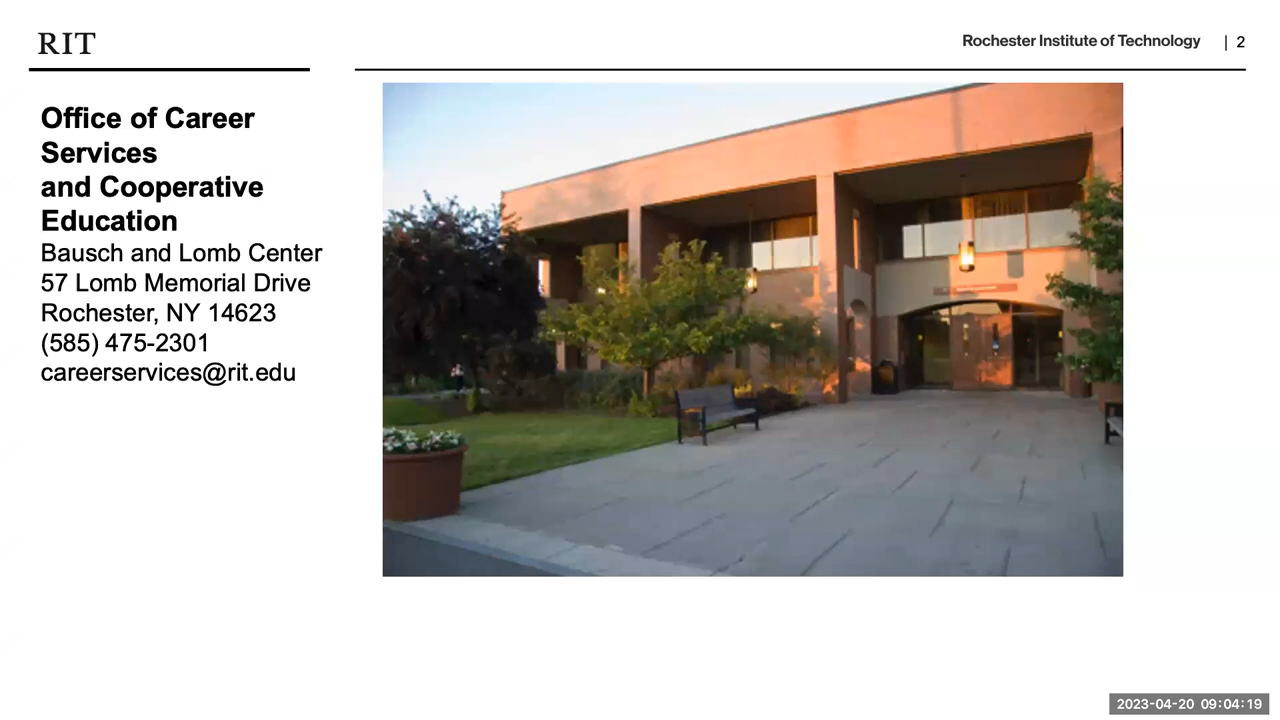 RIT
Rochester Institute of Technology | 2
Office of Career
Services
and Cooperative
Education
Bausch and Lomb Center
57 Lomb Memorial Drive
Rochester, NY 14623
(585) 475-2301
careerservices@rit.edu
2023-04-20 09:04:19